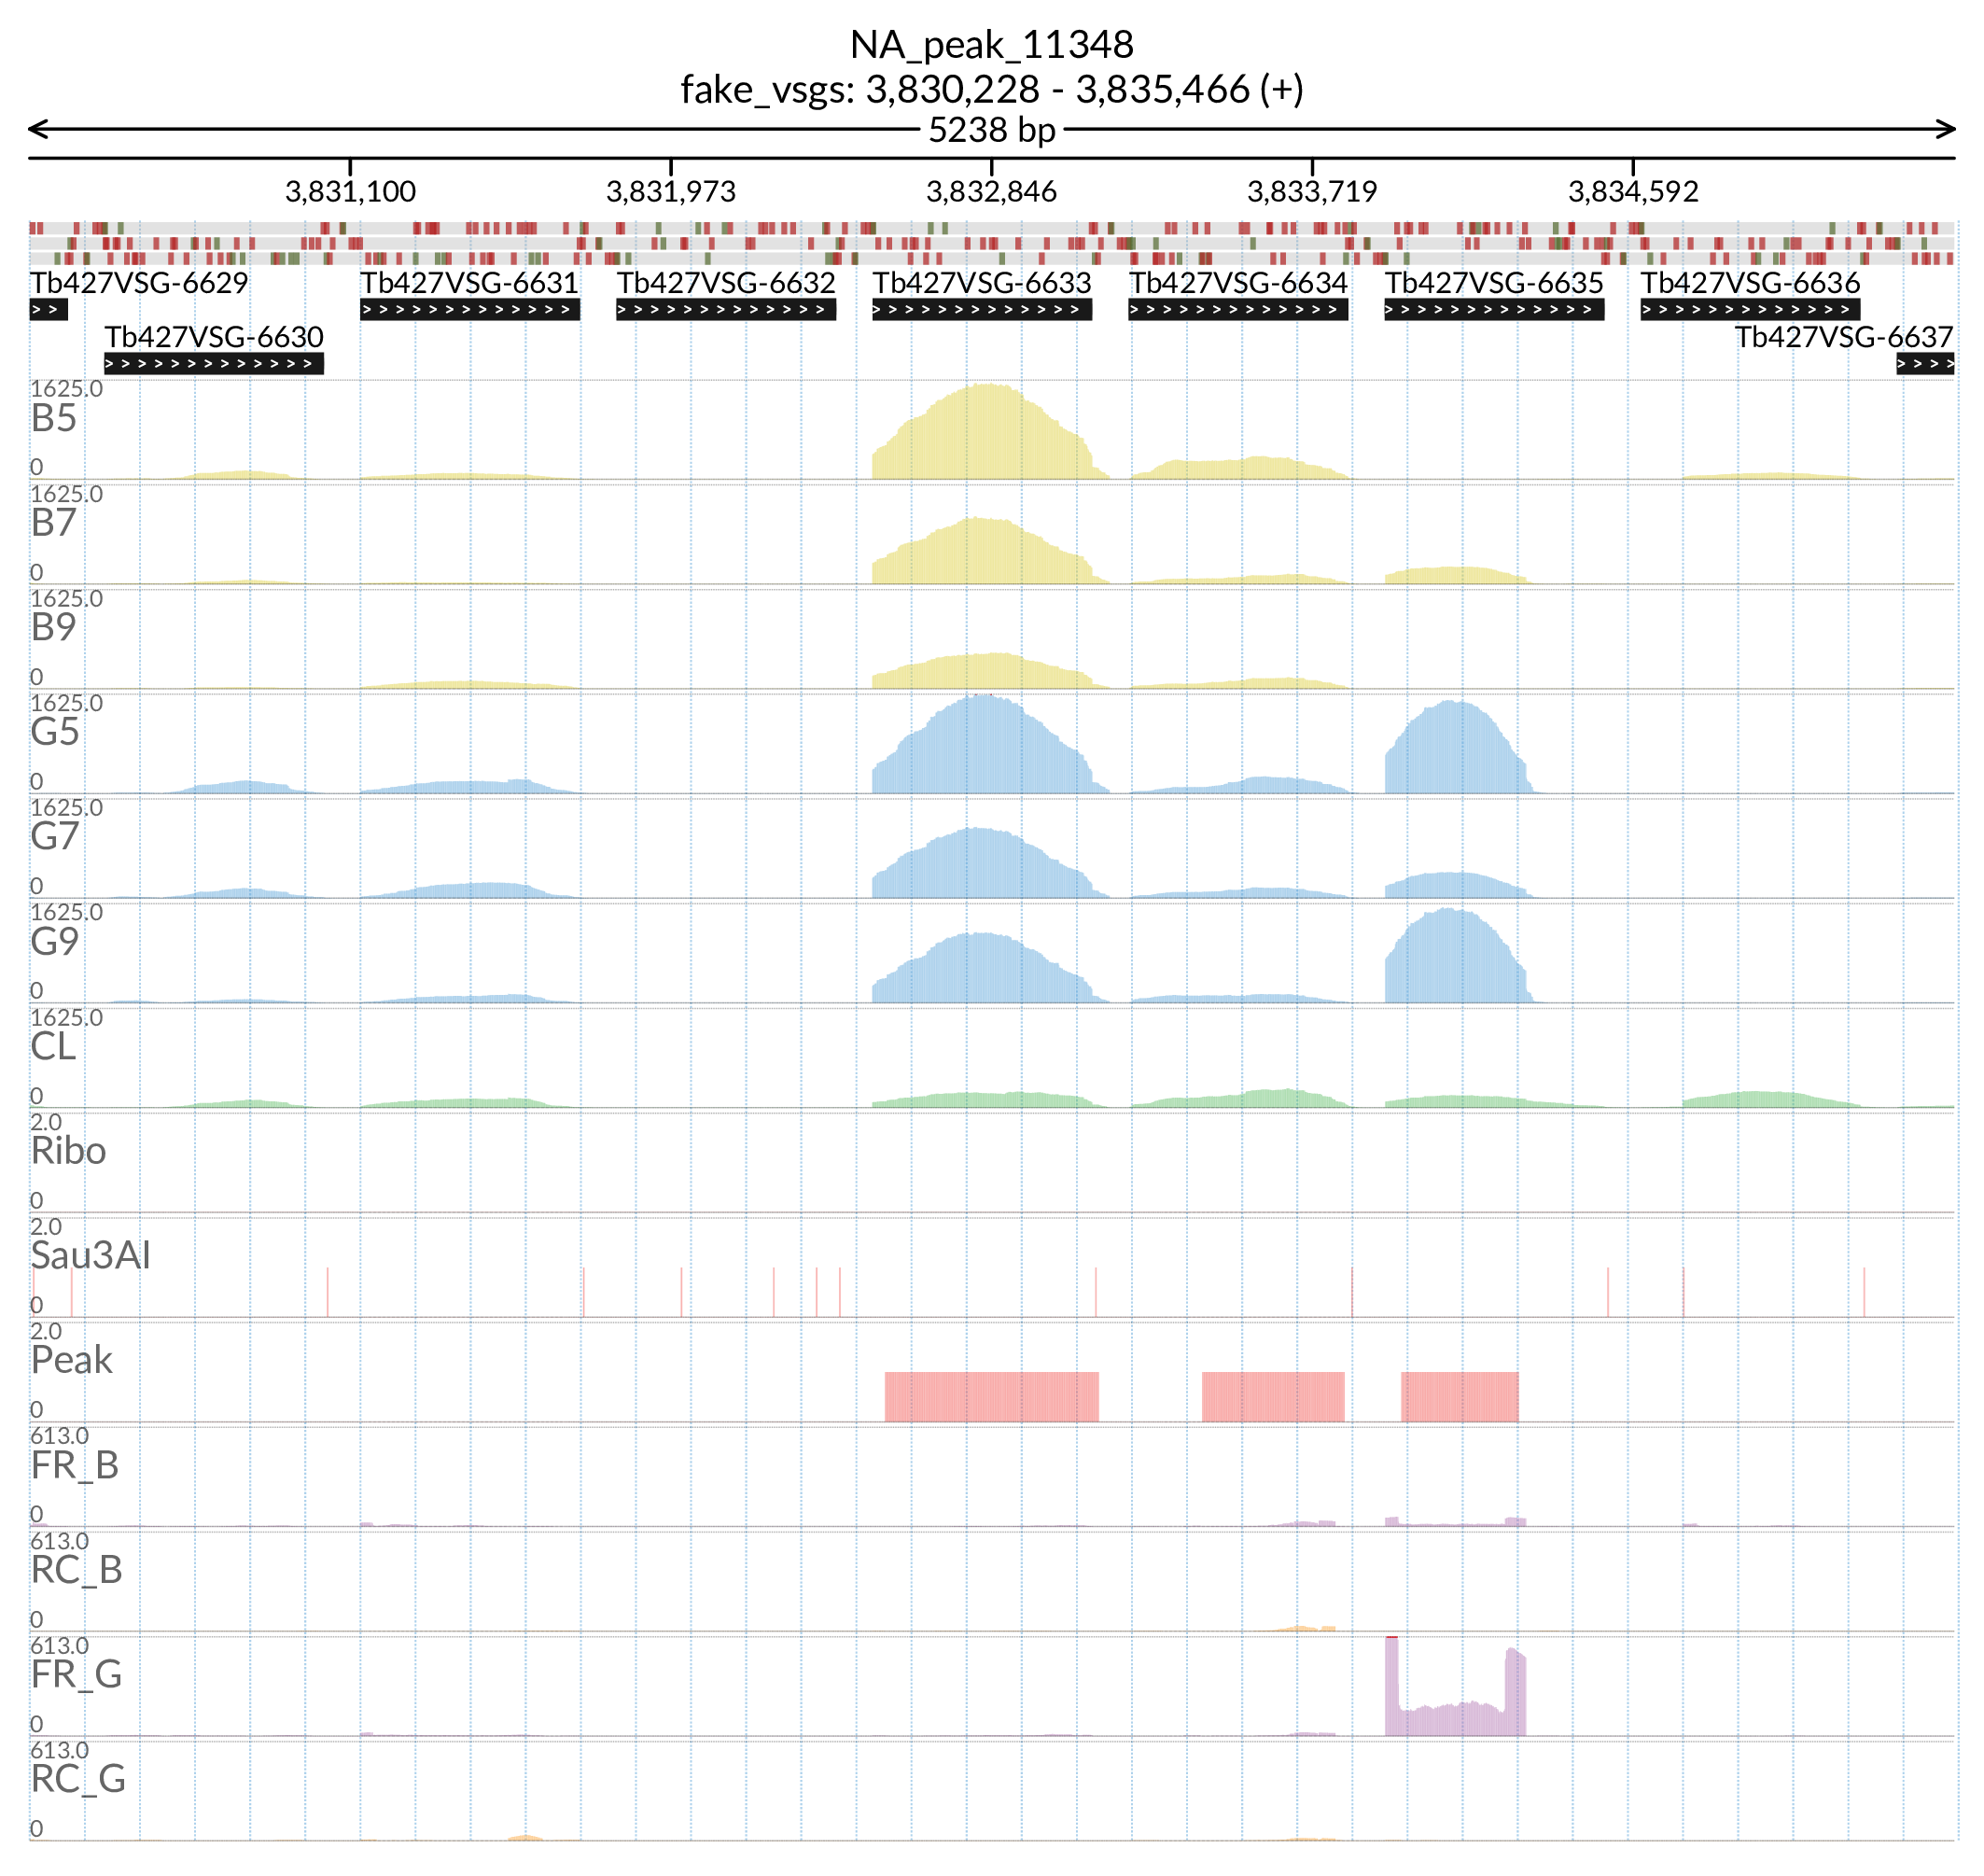 NA_peak_11348
fake_vsgs: 3,830,228 - 3,835,466 (+)
5238 bp
3,831,100 3,831,973 3,832,846 3,833,719 3,834,592
Tb427VSG-6629 Tb427VSG-6631 Tb427VSG-6632 Tb427VSG-6633 Tb427VSG-6634 Tb427VSG-6635 Tb427VSG-6636
Tb427VSG-6630 Tb427VSG-6637
1625.0
B5
0
1625.0
B7
0
1625.0
B9
0
1625.0
G5
0
1625.0
G7
0
1625.0
G9
0
1625.0
CL
0
2.0
Ribo
0
2.0
Sau3AI
0
2.0
Peak
0
613.0
FR_B
0
613.0
RC_B
0
613.0
FR_G
0
613.0
RC_G
0